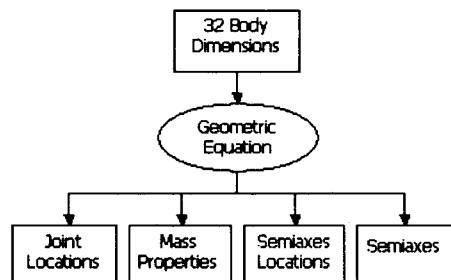 32 Body
Dimensions
Geometric
Equation
Joint
Locations
Mass
Properties
Semiaxes
Locations
Semiaxes